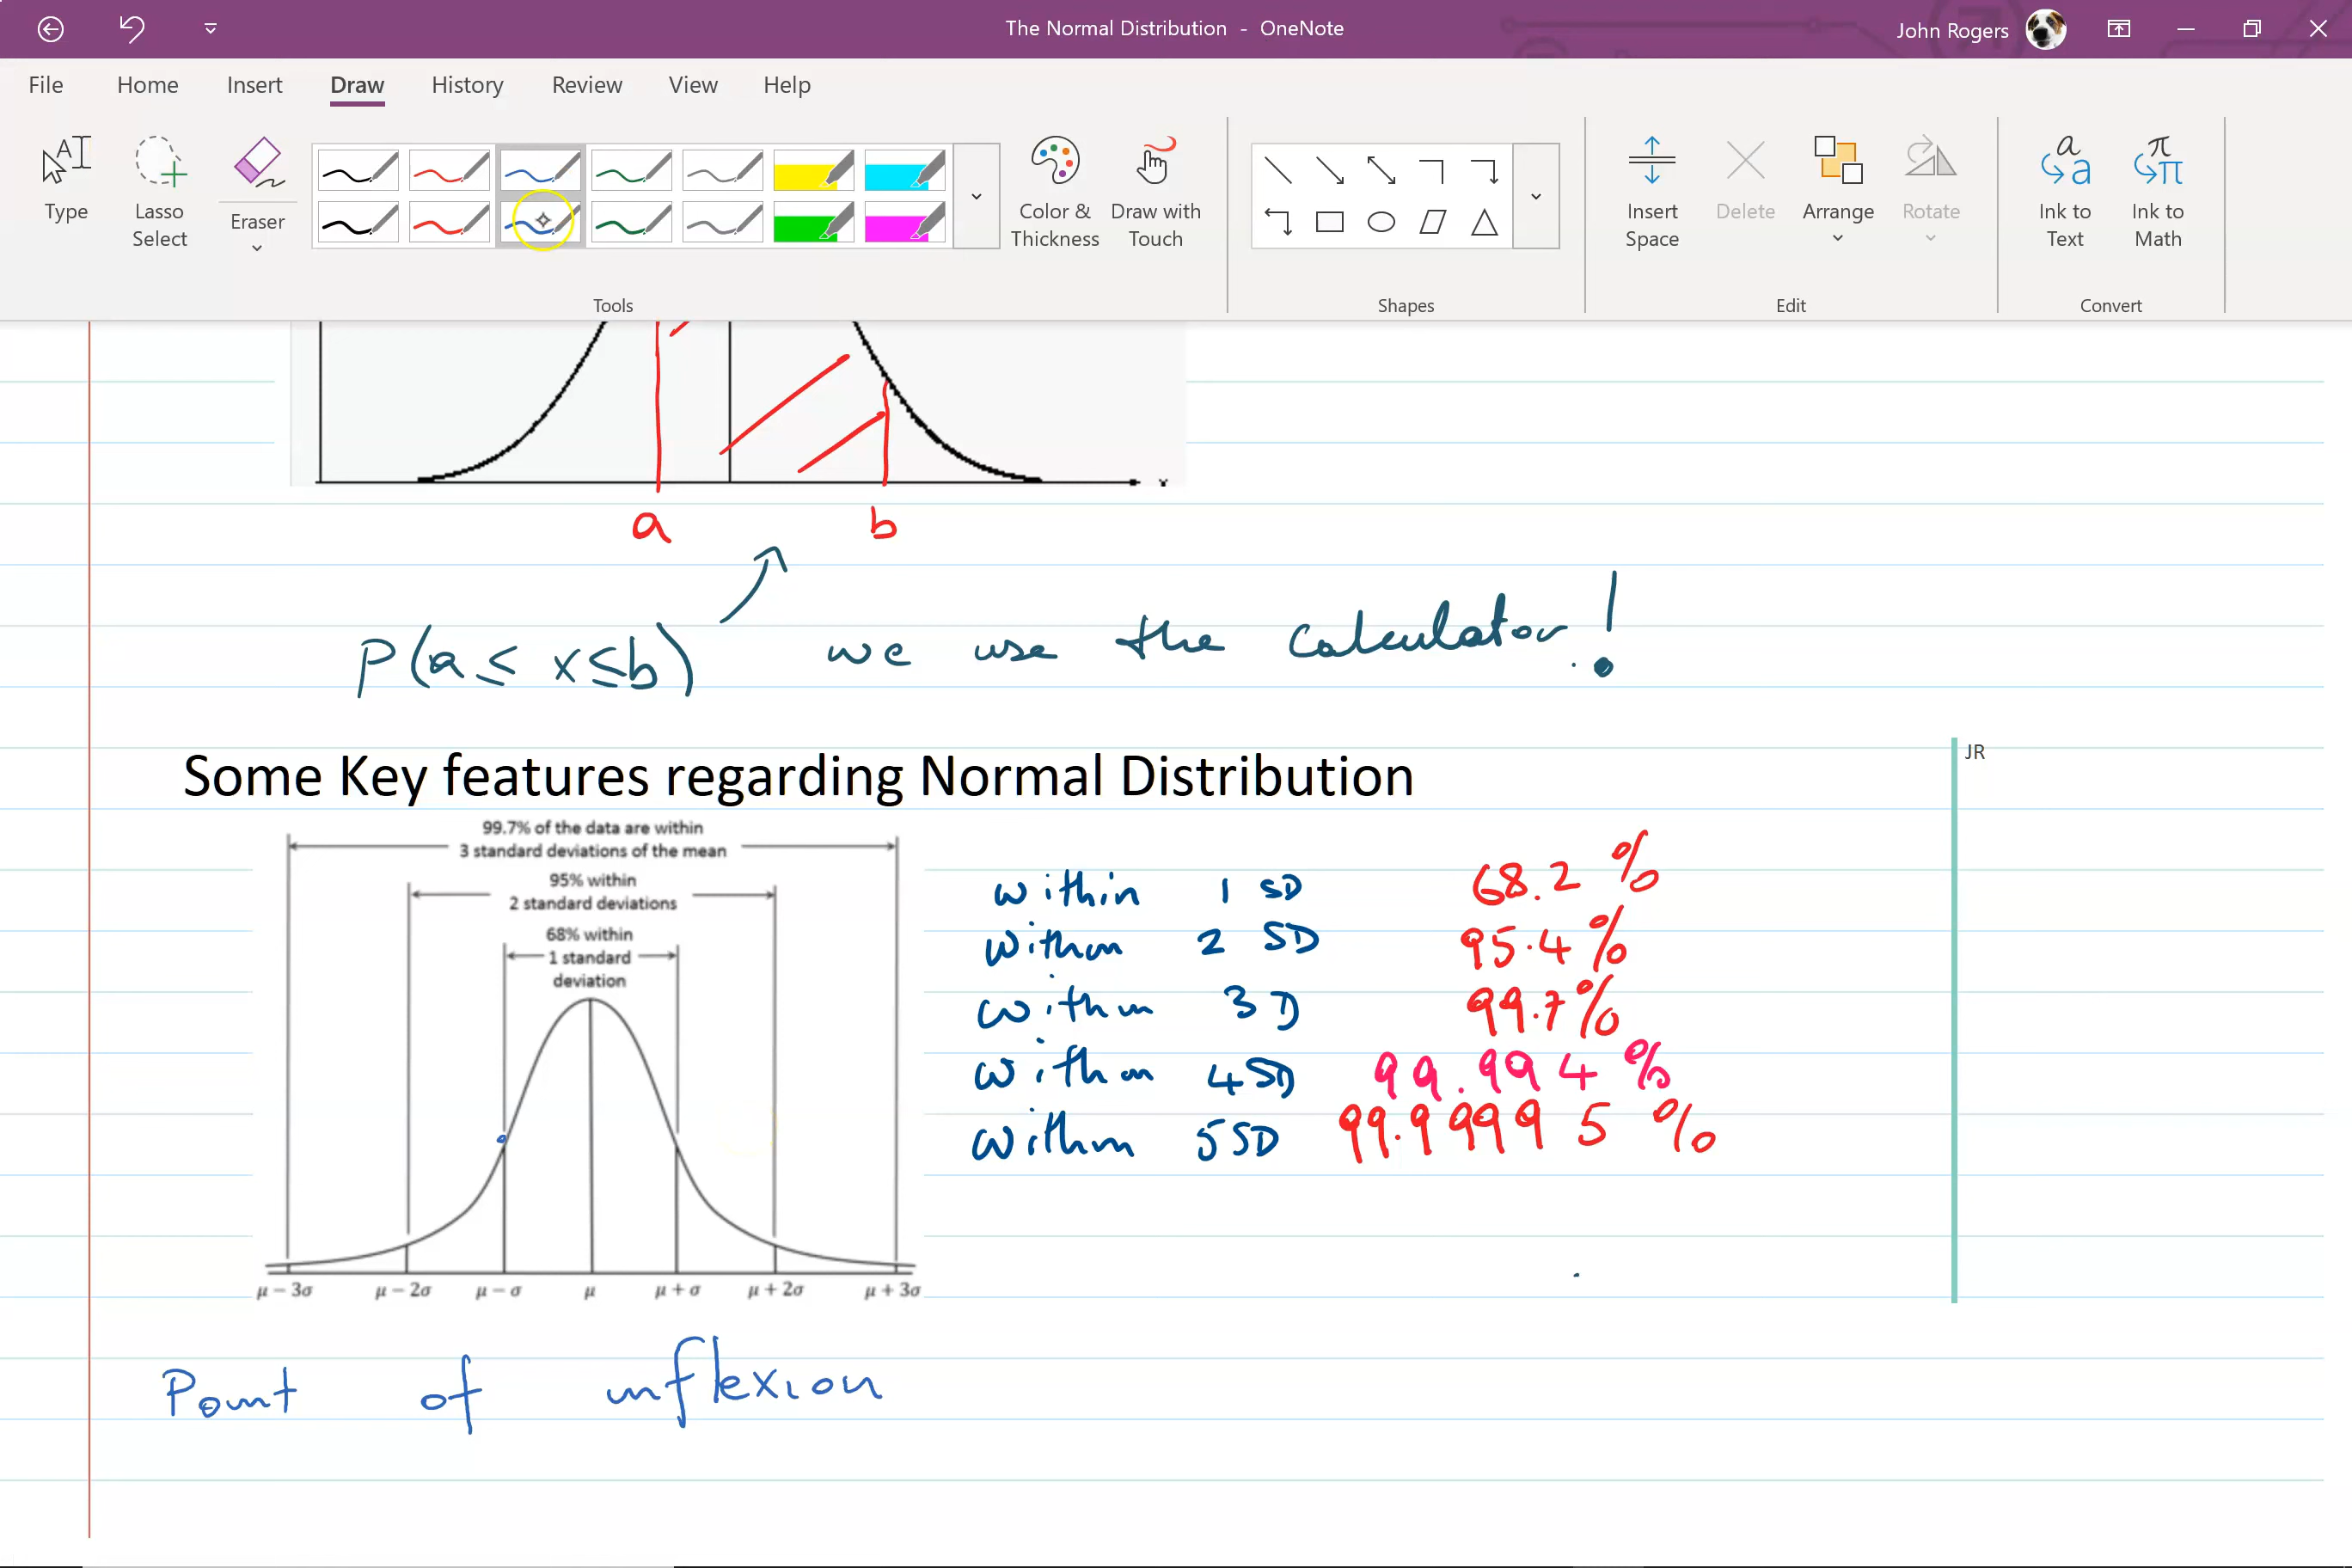 The Normal Distribution - OneNote
John Rogers
File Home Insert Draw History Review View Help
Type
Lasso Select
Eraser
Color & Thickness
Draw with Touch
Insert Space
Delete
Arrange
Rotate
Ink to Text
Ink to Math
Tools
Shapes
Edit
Convert
a b
P(a ≤ x ≤ b) we use the calculator.!
Some Key features regarding Normal Distribution
JR
99.7% of the data are within
3 standard deviations of the mean
95% within
2 standard deviations
68% within
1 standard
deviation
μ − 3σ μ − 2σ μ − σ μ μ + σ μ + 2σ μ + 3σ
within 1 SD 68.2 %
within 2 SD 95.4 %
within 3 D 99.7 %
within 4 SD 99.994 %
within 5 SD 99.99995 %
Point of inflexion